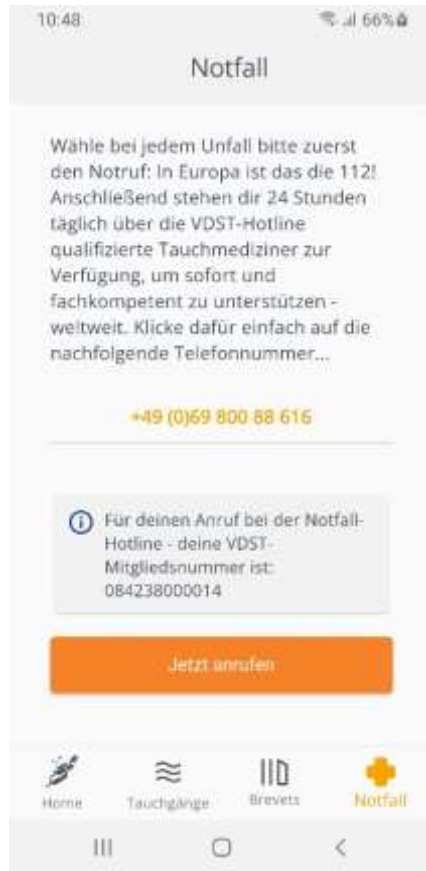 10:48
66%
Notfall
Wähle bei jedem Unfall bitte zuerst
den Notruf: In Europa ist das die 112!
Anschließend stehen dir 24 Stunden
täglich über die VDST-Hotline
qualifizierte Tauchmediziner zur
Verfügung, um sofort und
fachkompetent zu unterstützen -
weltweit. Klicke dafür einfach auf die
nachfolgende Telefonnummer...
+49 (0)69 800 88 616
Für deinen Anruf bei der Notfall-
Hotline - deine VDST-
Mitgliedsnummer ist:
084238000014
Jetzt anrufen
Home Tauchgänge Brevets Notfall